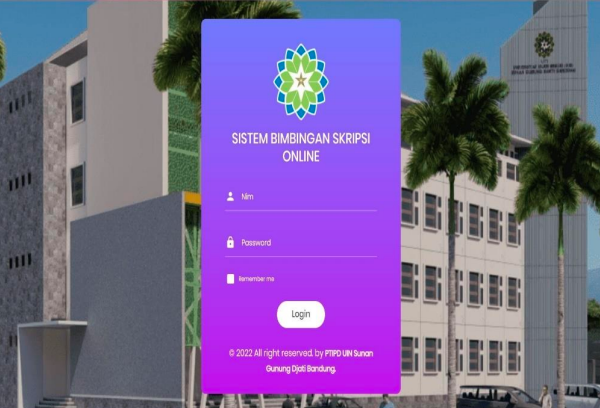 SISTEM BIMBINGAN SKRIPSI
ONLINE
Nim
Password
Remember me
Login
© 2022 All right reserved. by PTIPD UIN Sunan
Gunung Djati Bandung.